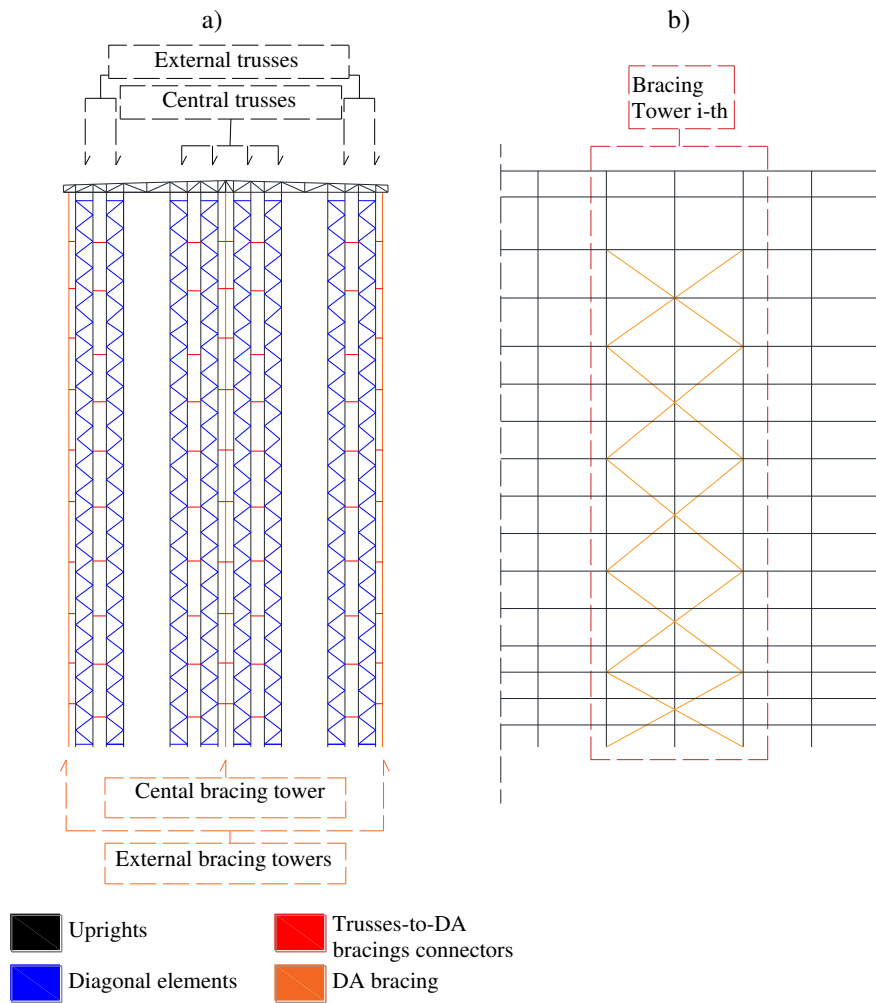 a)
b)
External trusses
Central trusses
Bracing
Tower i-th
Cental bracing tower
External bracing towers
Uprights
Trusses-to-DA
bracings connectors
Diagonal elements
DA bracing